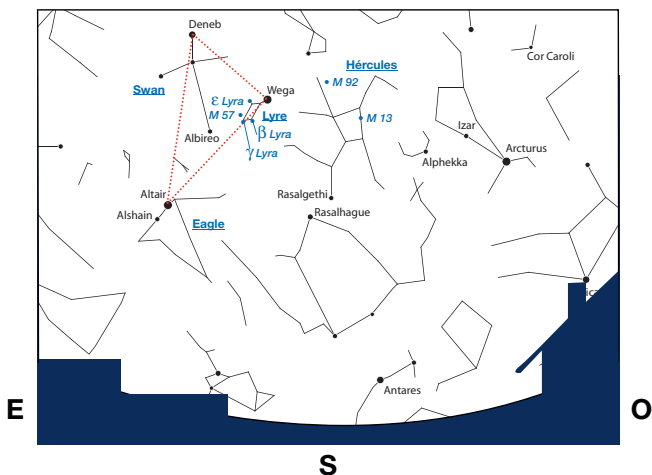 Deneb
Cor Caroli
Hércules
M 92
Swan
Wega
ε Lyra
M 57
Lyre
M 13
β Lyra
Albireo
γ Lyra
Izar
Arcturus
Alphekka
Altair
Rasalgethi
Alshain
Rasalhague
Eagle
Antares
E
O
S